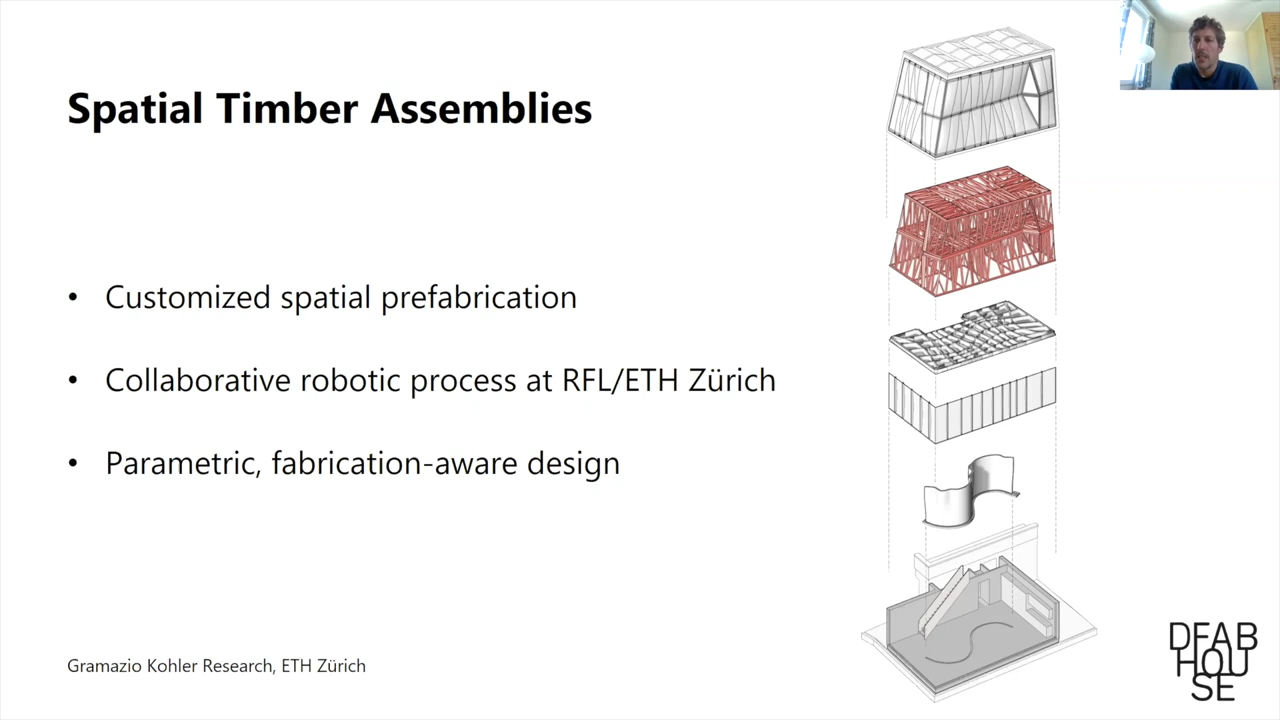 Spatial Timber Assemblies
• Customized spatial prefabrication
• Collaborative robotic process at RFL/ETH Zürich
• Parametric, fabrication-aware design
Gramazio Kohler Research, ETH Zürich
DFAB
HOU
SE